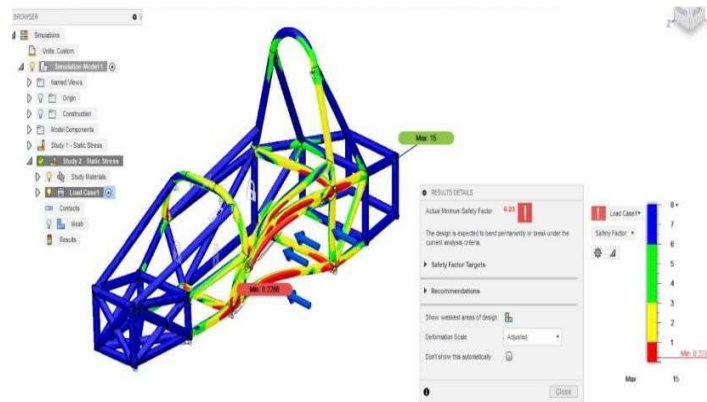 BROWSER
Simulations
Units: Custom
Simulation Model 1
Named Views
Origin
Construction
Model Components
Study 1 - Static Stress
Study 2 - Static Stress
Study Materials
Load Case1
Contacts
Mesh
Results
Max: 15
Min: 0.2298
RESULTS DETAILS
Actual Minimum Safety Factor 0.23
The design is expected to bend permanently or break under the
current analysis criteria.
Safety Factor Targets
Recommendations
Show weakest areas of design
Deformation Scale Adjusted
Don't show this automatically
Close
Load Case1
Safety Factor
8+
7
6
5
4
3
2
1
Max 15